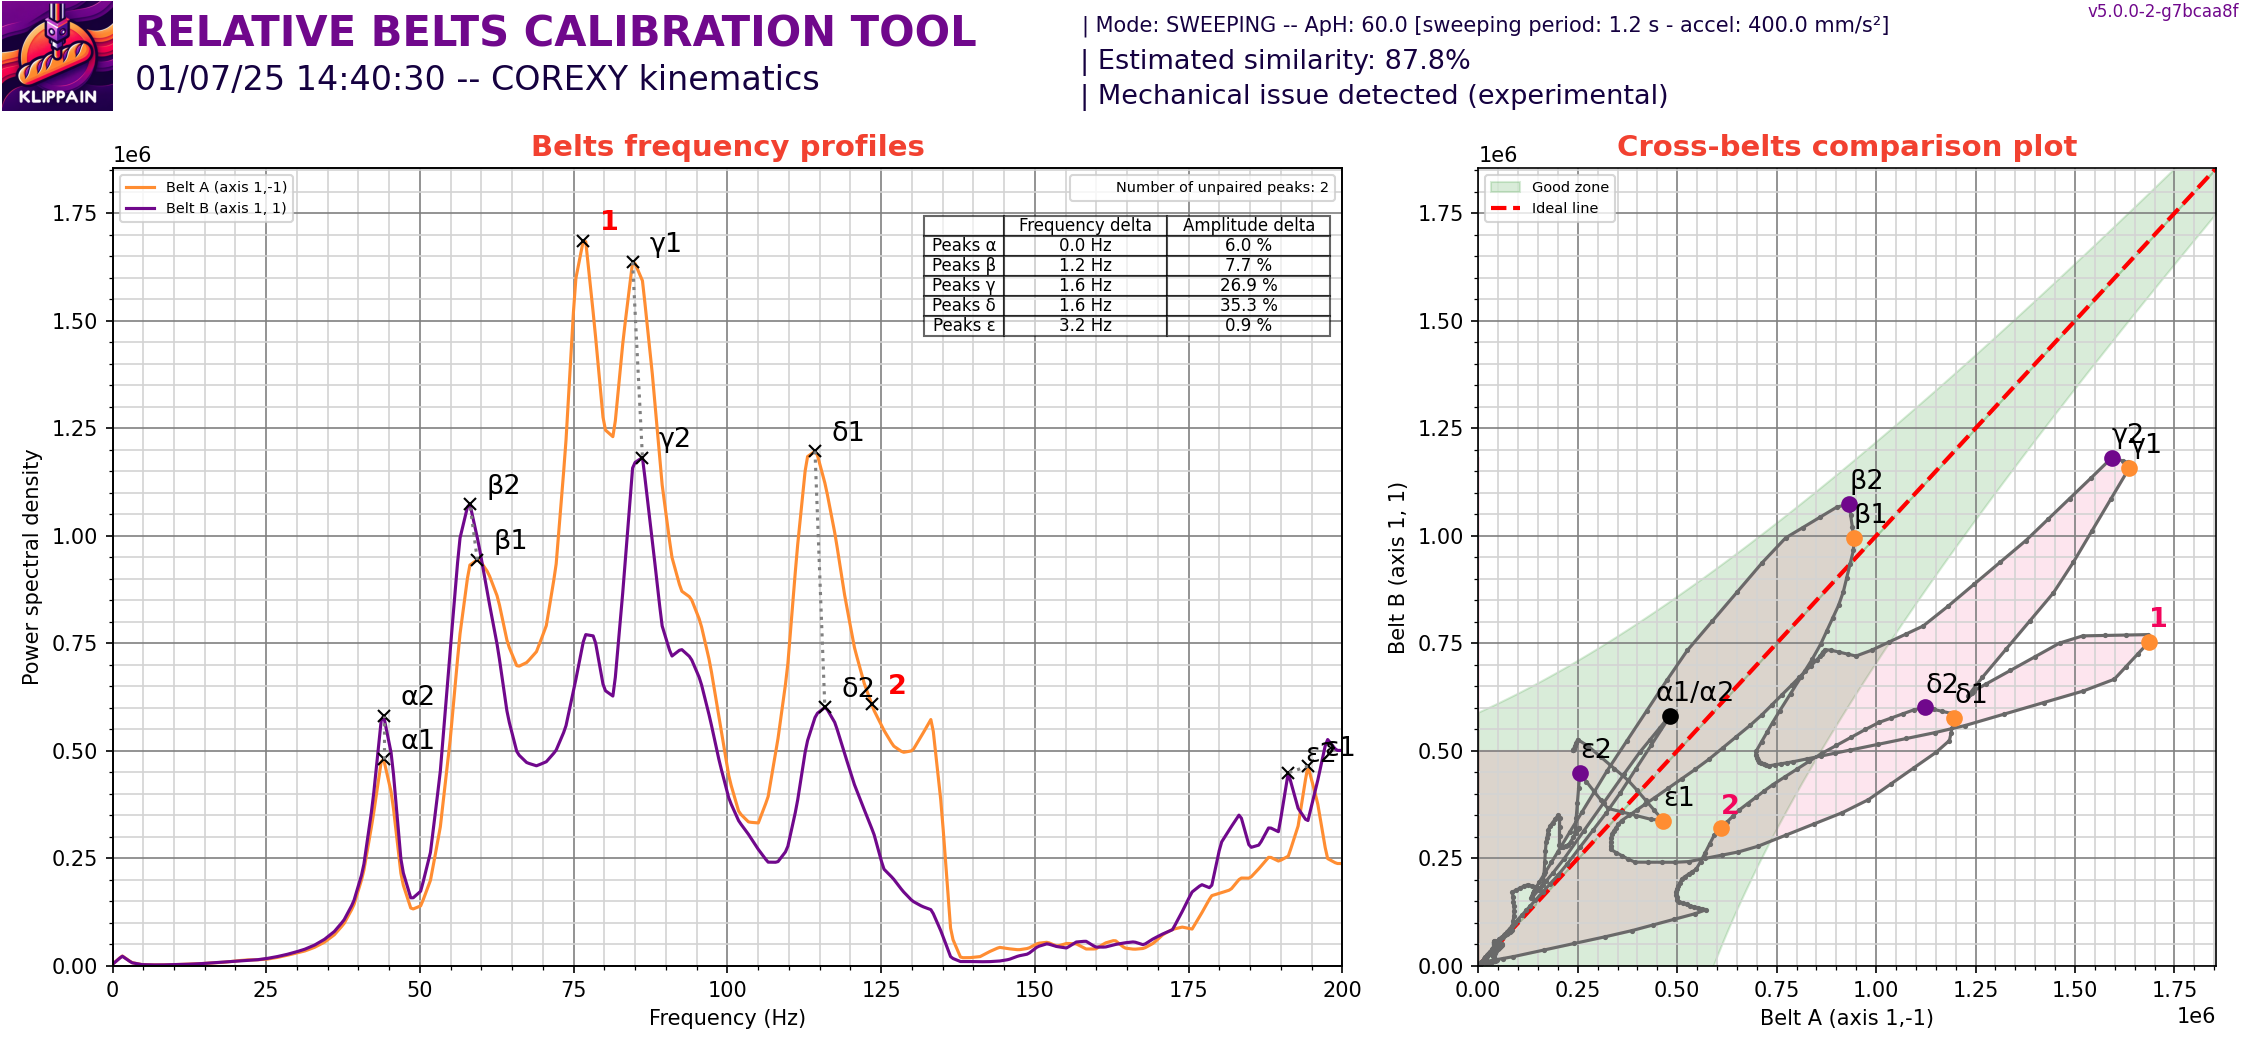 KLIPPAIN
RELATIVE BELTS CALIBRATION TOOL
01/07/25 14:40:30 -- COREXY kinematics
| Mode: SWEEPING -- ApH: 60.0 [sweeping period: 1.2 s - accel: 400.0 mm/s²]
| Estimated similarity: 87.8%
| Mechanical issue detected (experimental)
v5.0.0-2-g7bcaa8f
Belts frequency profiles
1e6
Belt A (axis 1,-1)
Belt B (axis 1, 1)
Number of unpaired peaks: 2
Frequency delta Amplitude delta
Peaks α 0.0 Hz 6.0 %
Peaks β 1.2 Hz 7.7 %
Peaks γ 1.6 Hz 26.9 %
Peaks δ 1.6 Hz 35.3 %
Peaks ε 3.2 Hz 0.9 %
1
γ1
γ2
δ1
β2
β1
δ2
2
α2
α1
ε2
ε1
1.75
1.50
1.25
1.00
0.75
0.50
0.25
0.00
Power spectral density
0 25 50 75 100 125 150 175 200
Frequency (Hz)
Cross-belts comparison plot
1e6
Good zone
Ideal line
γ2
γ1
β2
β1
1
α1/α2
δ2
δ1
ε2
ε1
2
1.75
1.50
1.25
1.00
0.75
0.50
0.25
0.00
Belt B (axis 1, 1)
0.00 0.25 0.50 0.75 1.00 1.25 1.50 1.75
Belt A (axis 1,-1)
1e6